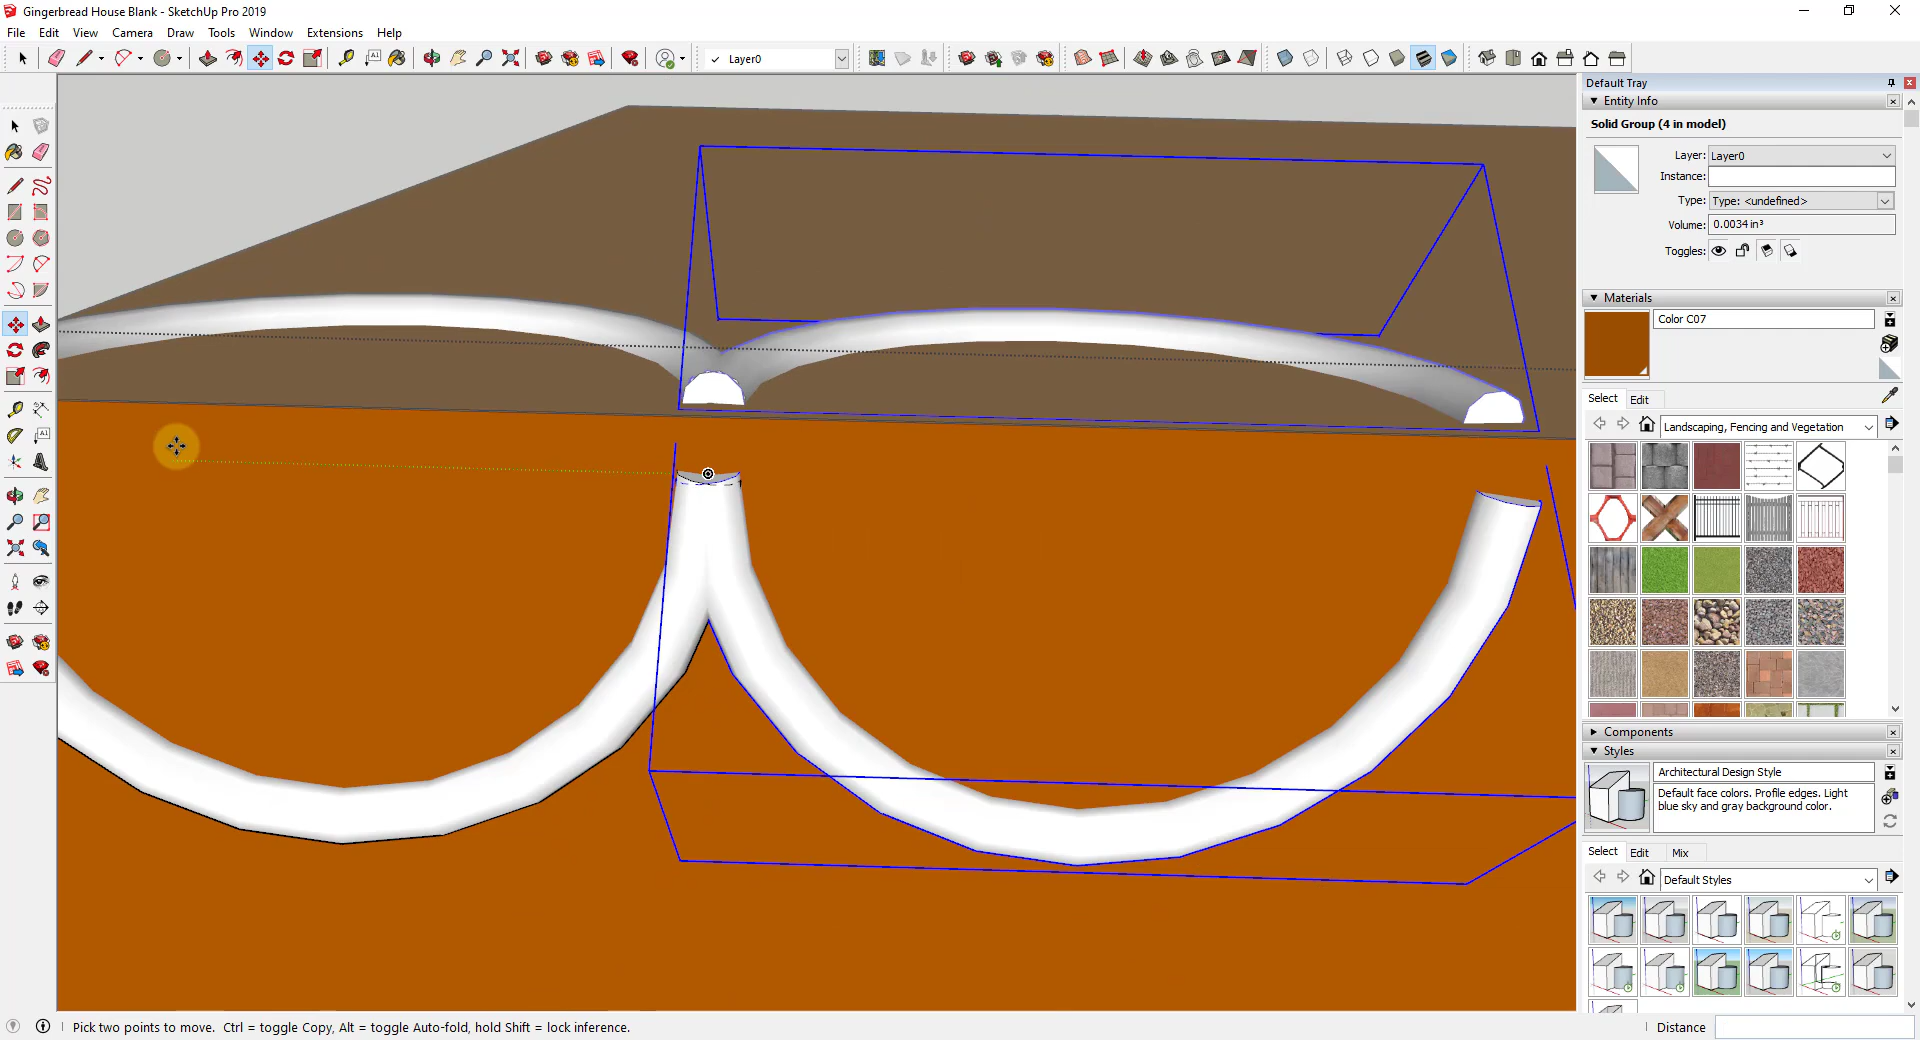 Gingerbread House Blank - SketchUp Pro 2019
File Edit View Camera Draw Tools Window Extensions Help
Layer0
Default Tray
Entity Info
Solid Group (4 in model)
Layer: Layer0
Instance:
Type: Type: <undefined>
Volume: 0.0034 in³
Toggles:
Materials
Color C07
Select Edit
Landscaping, Fencing and Vegetation
Components
Styles
Architectural Design Style
Default face colors. Profile edges. Light
blue sky and gray background color.
Select Edit Mix
Default Styles
Pick two points to move. Ctrl = toggle Copy, Alt = toggle Auto-fold, hold Shift = lock inference.
Distance